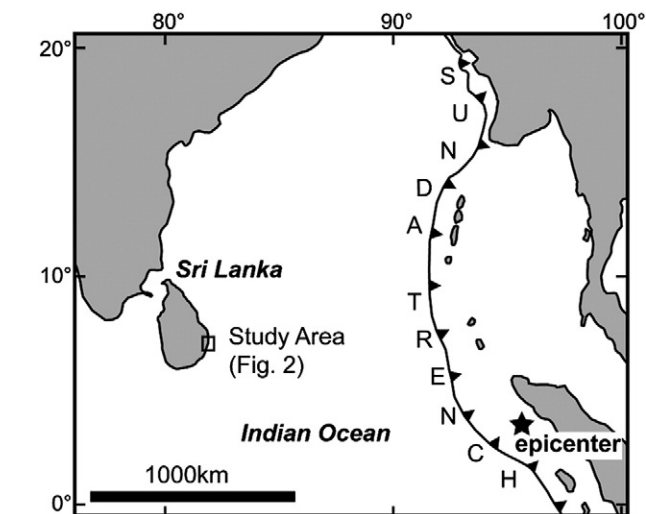 80° 90° 100°
20°
S
U
N
D
A
10°
Sri Lanka
T
Study Area
R
(Fig. 2)
E
N
Indian Ocean
epicenter
C
1000km
H
0°